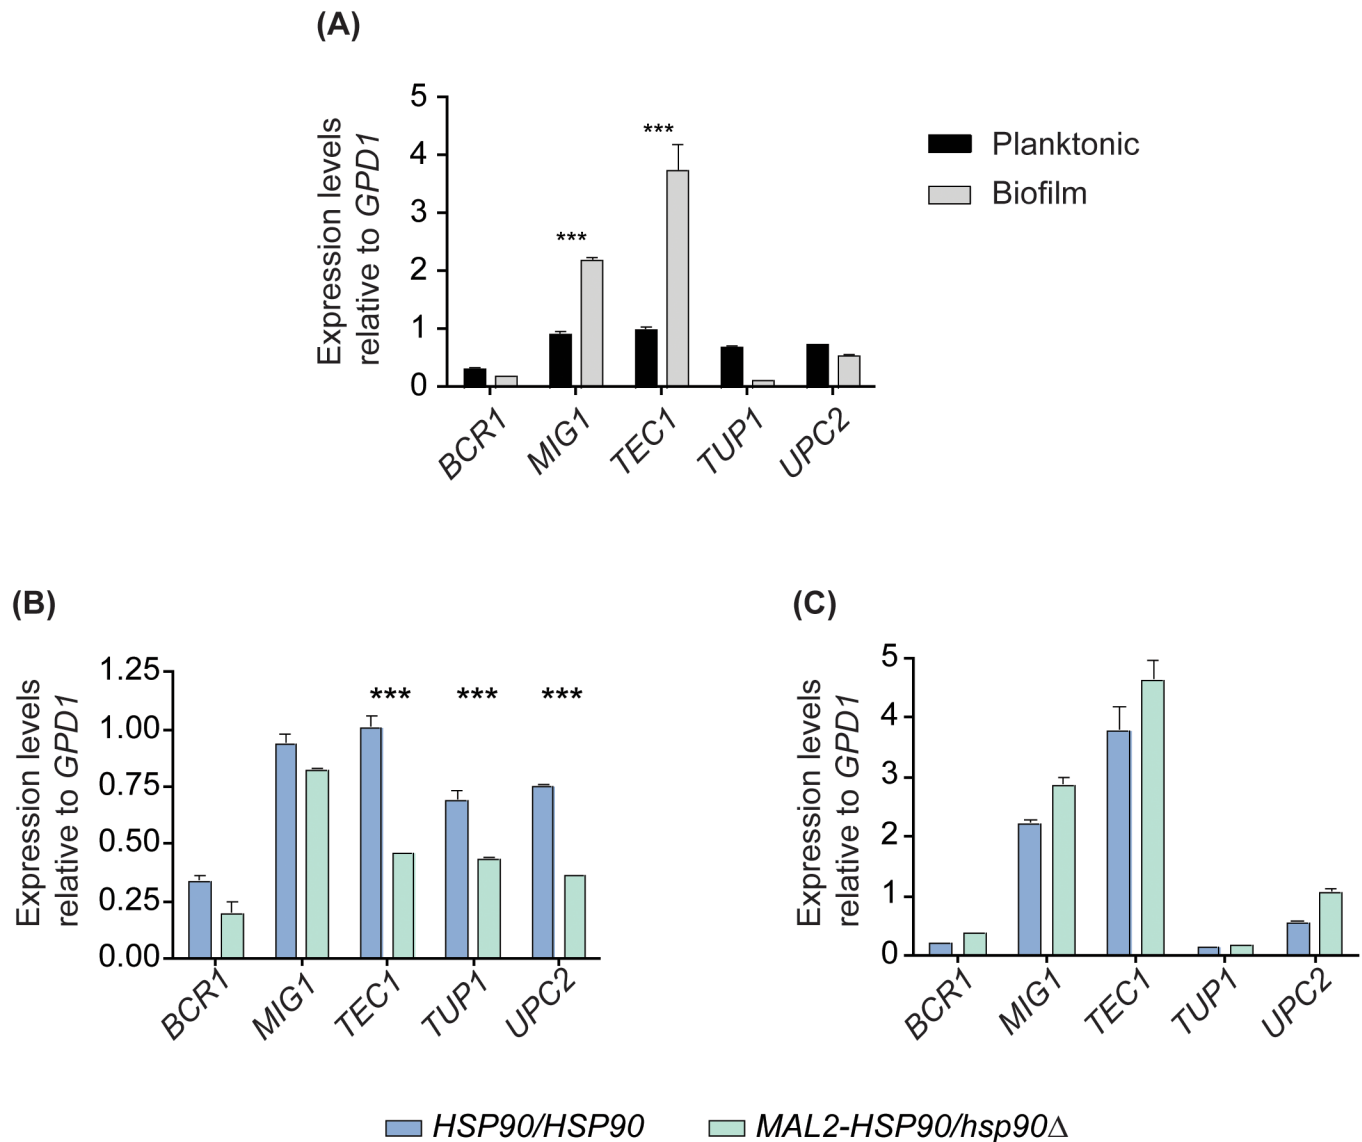 (A)
Expression levels
relative to GPD1
5
4
3
2
1
0
***
***
BCR1
MIG1
TEC1
TUP1
UPC2
Planktonic
Biofilm
(B)
Expression levels
relative to GPD1
1.25
1.00
0.75
0.50
0.25
0.00
*** *** ***
BCR1
MIG1
TEC1
TUP1
UPC2
(C)
Expression levels
relative to GPD1
5
4
3
2
1
0
BCR1
MIG1
TEC1
TUP1
UPC2
HSP90/HSP90
MAL2-HSP90/hsp90Δ